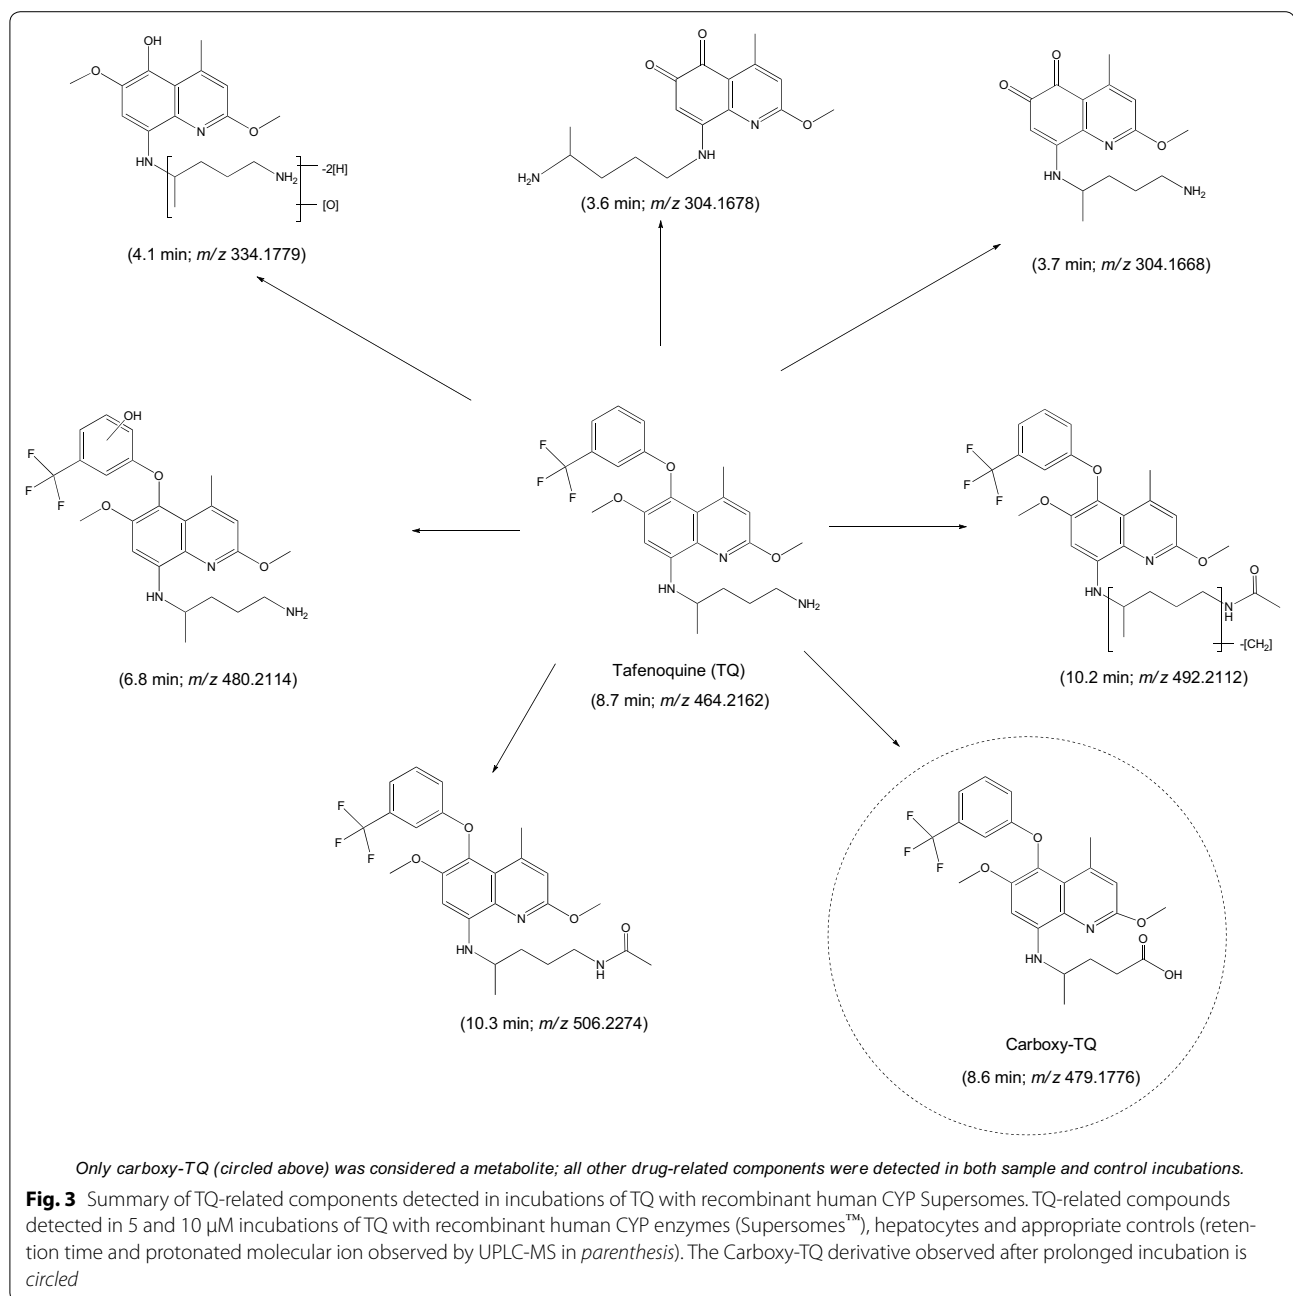 OH
O
O
N
O
HN
NH2
-2[H]
[O]
(4.1 min; m/z 334.1779)
O
O
N
O
NH
H2N
(3.6 min; m/z 304.1678)
O
O
N
O
HN
NH2
(3.7 min; m/z 304.1668)
OH
F
F
F
O
O
N
O
HN
NH2
(6.8 min; m/z 480.2114)
F
F
F
O
O
N
O
HN
NH2
Tafenoquine (TQ)
(8.7 min; m/z 464.2162)
F
F
F
O
O
N
O
HN
N
H
O
-[CH2]
(10.2 min; m/z 492.2112)
F
F
F
O
O
N
O
HN
N
H
O
(10.3 min; m/z 506.2274)
F
F
F
O
O
N
O
HN
O
OH
Carboxy-TQ
(8.6 min; m/z 479.1776)
Only carboxy-TQ (circled above) was considered a metabolite; all other drug-related components were detected in both sample and control incubations.
Fig. 3 Summary of TQ-related components detected in incubations of TQ with recombinant human CYP Supersomes. TQ-related compounds
detected in 5 and 10 µM incubations of TQ with recombinant human CYP enzymes (Supersomes™), hepatocytes and appropriate controls (reten-
tion time and protonated molecular ion observed by UPLC-MS in parenthesis). The Carboxy-TQ derivative observed after prolonged incubation is
circled